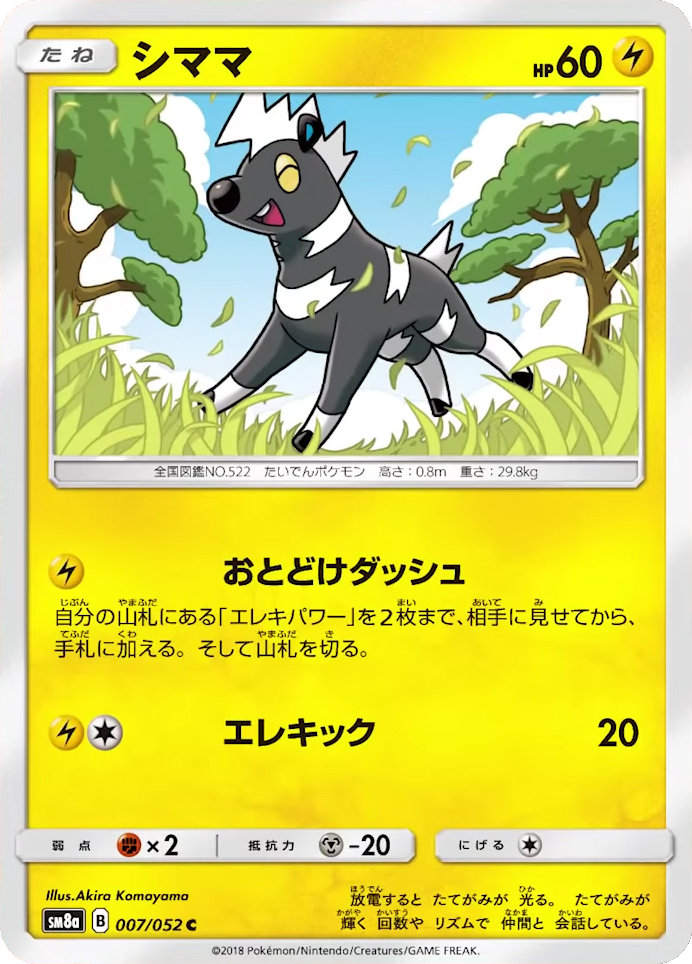 たね シママ HP60
全国図鑑NO.522 たいでんポケモン 高さ:0.8m 重さ:29.8kg
おとどけダッシュ
自分の山札にある「エレキパワー」を2枚まで、相手に見せてから、
手札に加える。そして山札を切る。
エレキック 20
弱点 ×2 抵抗力 -20 にげる
Illus.Akira Komayama
放電すると たてがみが 光る。 たてがみが
輝く 回数や リズムで 仲間と 会話している。
SM8a B 007/052 C
©2018 Pokémon/Nintendo/Creatures/GAME FREAK.